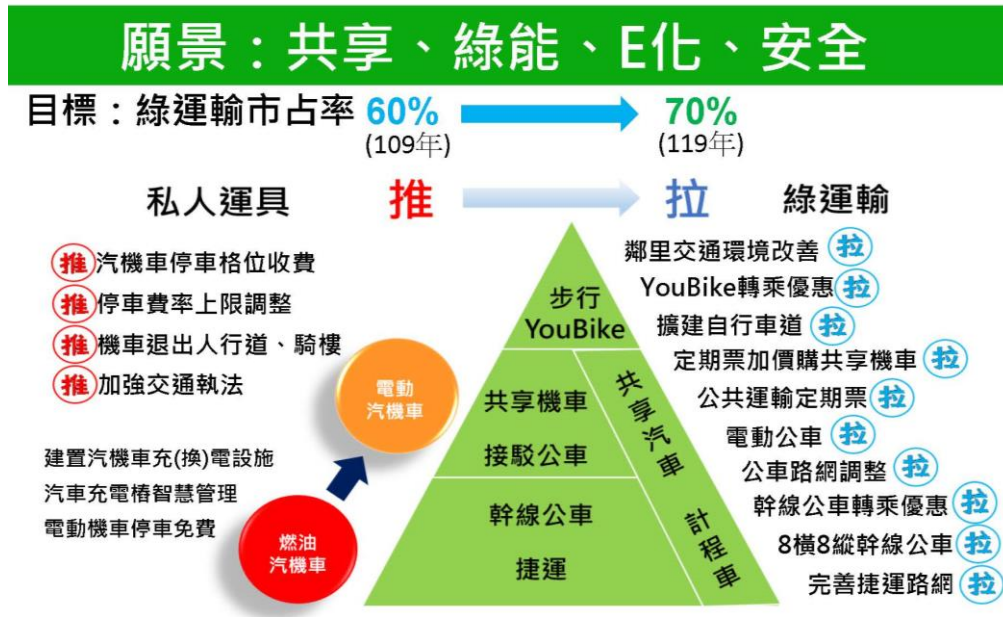 願景：共享、綠能、E化、安全
目標：綠運輸市占率 60% 70%
(109年) (119年)
私人運具 推 拉 綠運輸
推 汽機車停車格位收費
推 停車費率上限調整
推 機車退出人行道、騎樓
推 加強交通執法
建置汽機車充(換)電設施
汽車充電樁智慧管理
電動機車停車免費
電動
汽機車
燃油
汽機車
步行
YouBike
共享機車
接駁公車
幹線公車
捷運
共享汽車
計程車
鄰里交通環境改善 拉
YouBike轉乘優惠 拉
擴建自行車道 拉
定期票加價購共享機車 拉
公共運輸定期票 拉
電動公車 拉
公車路網調整 拉
幹線公車轉乘優惠 拉
8橫8縱幹線公車 拉
完善捷運路網 拉